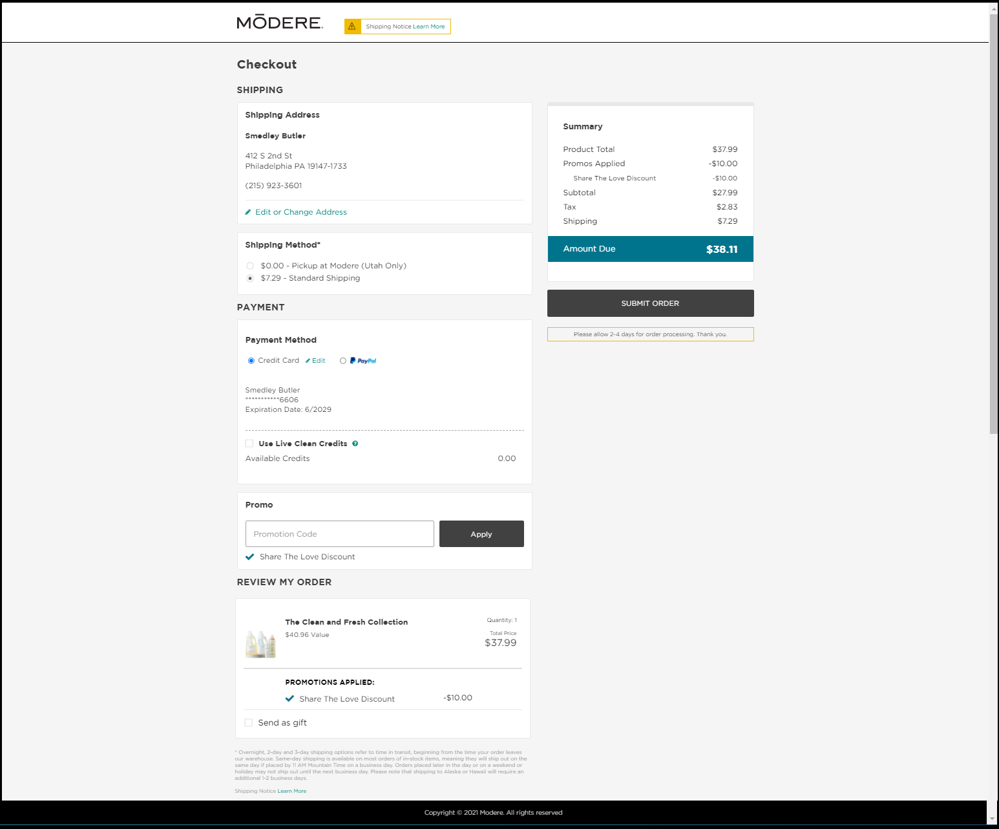 MŌDERE.
Shipping Notice Learn More
Checkout
SHIPPING
Shipping Address
Smedley Butler
412 S 2nd St
Philadelphia PA 19147-1733
(215) 923-3601
Edit or Change Address
Shipping Method*
$0.00 - Pickup at Modere (Utah Only)
$7.29 - Standard Shipping
PAYMENT
Payment Method
Credit Card Edit PayPal
Smedley Butler
***********6606
Expiration Date: 6/2029
Use Live Clean Credits ?
Available Credits 0.00
Promo
Promotion Code Apply
Share The Love Discount
REVIEW MY ORDER
The Clean and Fresh Collection
$40.96 Value
Quantity: 1
Total Price
$37.99
PROMOTIONS APPLIED:
Share The Love Discount -$10.00
Send as gift
* Overnight, 2-day and 3-day shipping options refer to time in transit, beginning from the time your order leaves
our warehouse. Same-day shipping is available on most orders of in-stock items, meaning they will ship out on the
same day if placed by 11 AM Mountain Time on a business day. Orders placed later in the day or on a weekend or
holiday may not ship out until the next business day. Please note that shipping to Alaska or Hawaii will require an
additional 1-2 business days.
Shipping Notice Learn More
Summary
Product Total $37.99
Promos Applied -$10.00
Share The Love Discount -$10.00
Subtotal $27.99
Tax $2.83
Shipping $7.29
Amount Due $38.11
SUBMIT ORDER
Please allow 2-4 days for order processing. Thank you.
Copyright © 2021 Modere. All rights reserved